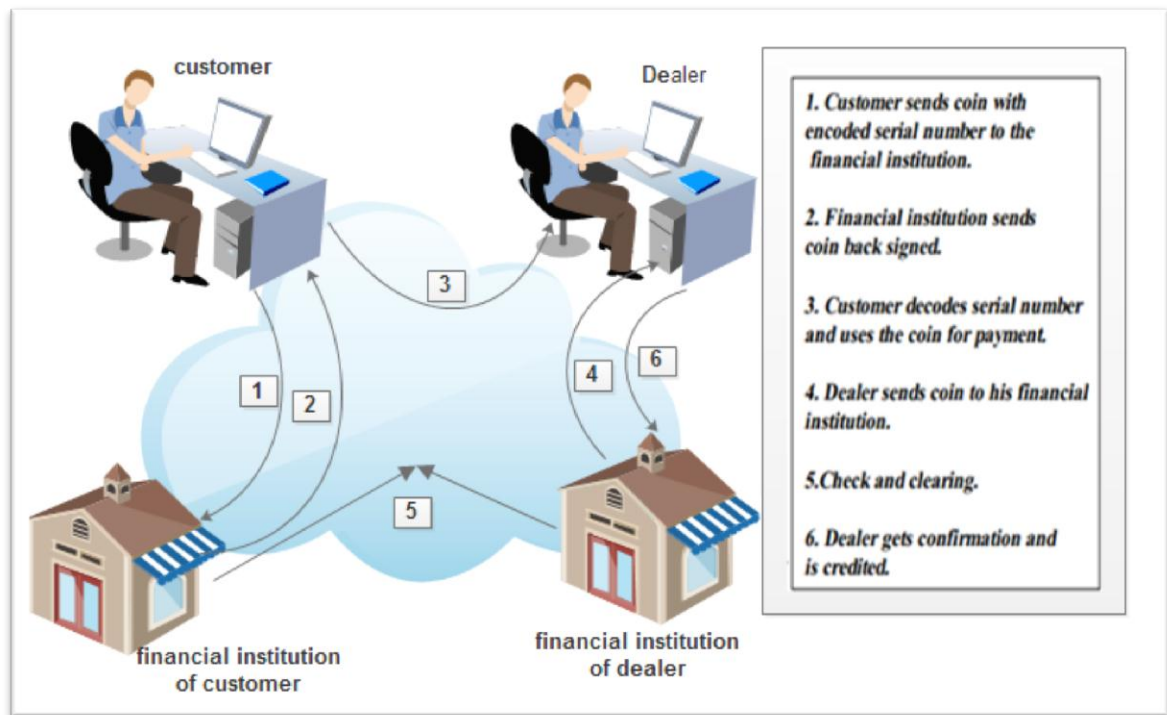 customer
Dealer
1. Customer sends coin with
encoded serial number to the
financial institution.
2. Financial institution sends
coin back signed.
3. Customer decodes serial number
and uses the coin for payment.
4. Dealer sends coin to his financial
institution.
5.Check and clearing.
6. Dealer gets confirmation and
is credited.
3
1
2
4
6
5
financial institution
of customer
financial institution
of dealer